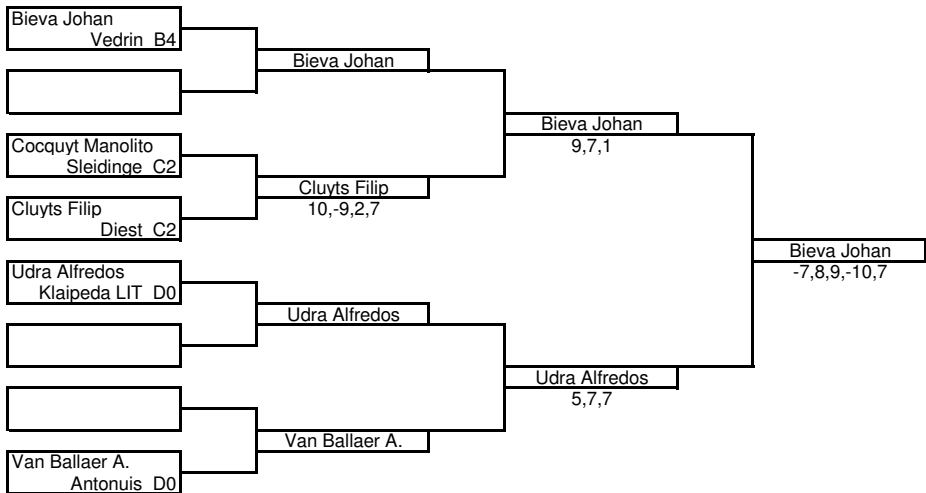 Bieva Johan
Vedrin B4
Bieva Johan
Bieva Johan
9,7,1
Cocquyt Manolito
Sleidinge C2
Cluyts Filip
10,-9,2,7
Cluyts Filip
Diest C2
Bieva Johan
-7,8,9,-10,7
Udra Alfredos
Klaipeda LIT D0
Udra Alfredos
Udra Alfredos
5,7,7
Van Ballaer A.
Van Ballaer A.
Antonuis D0